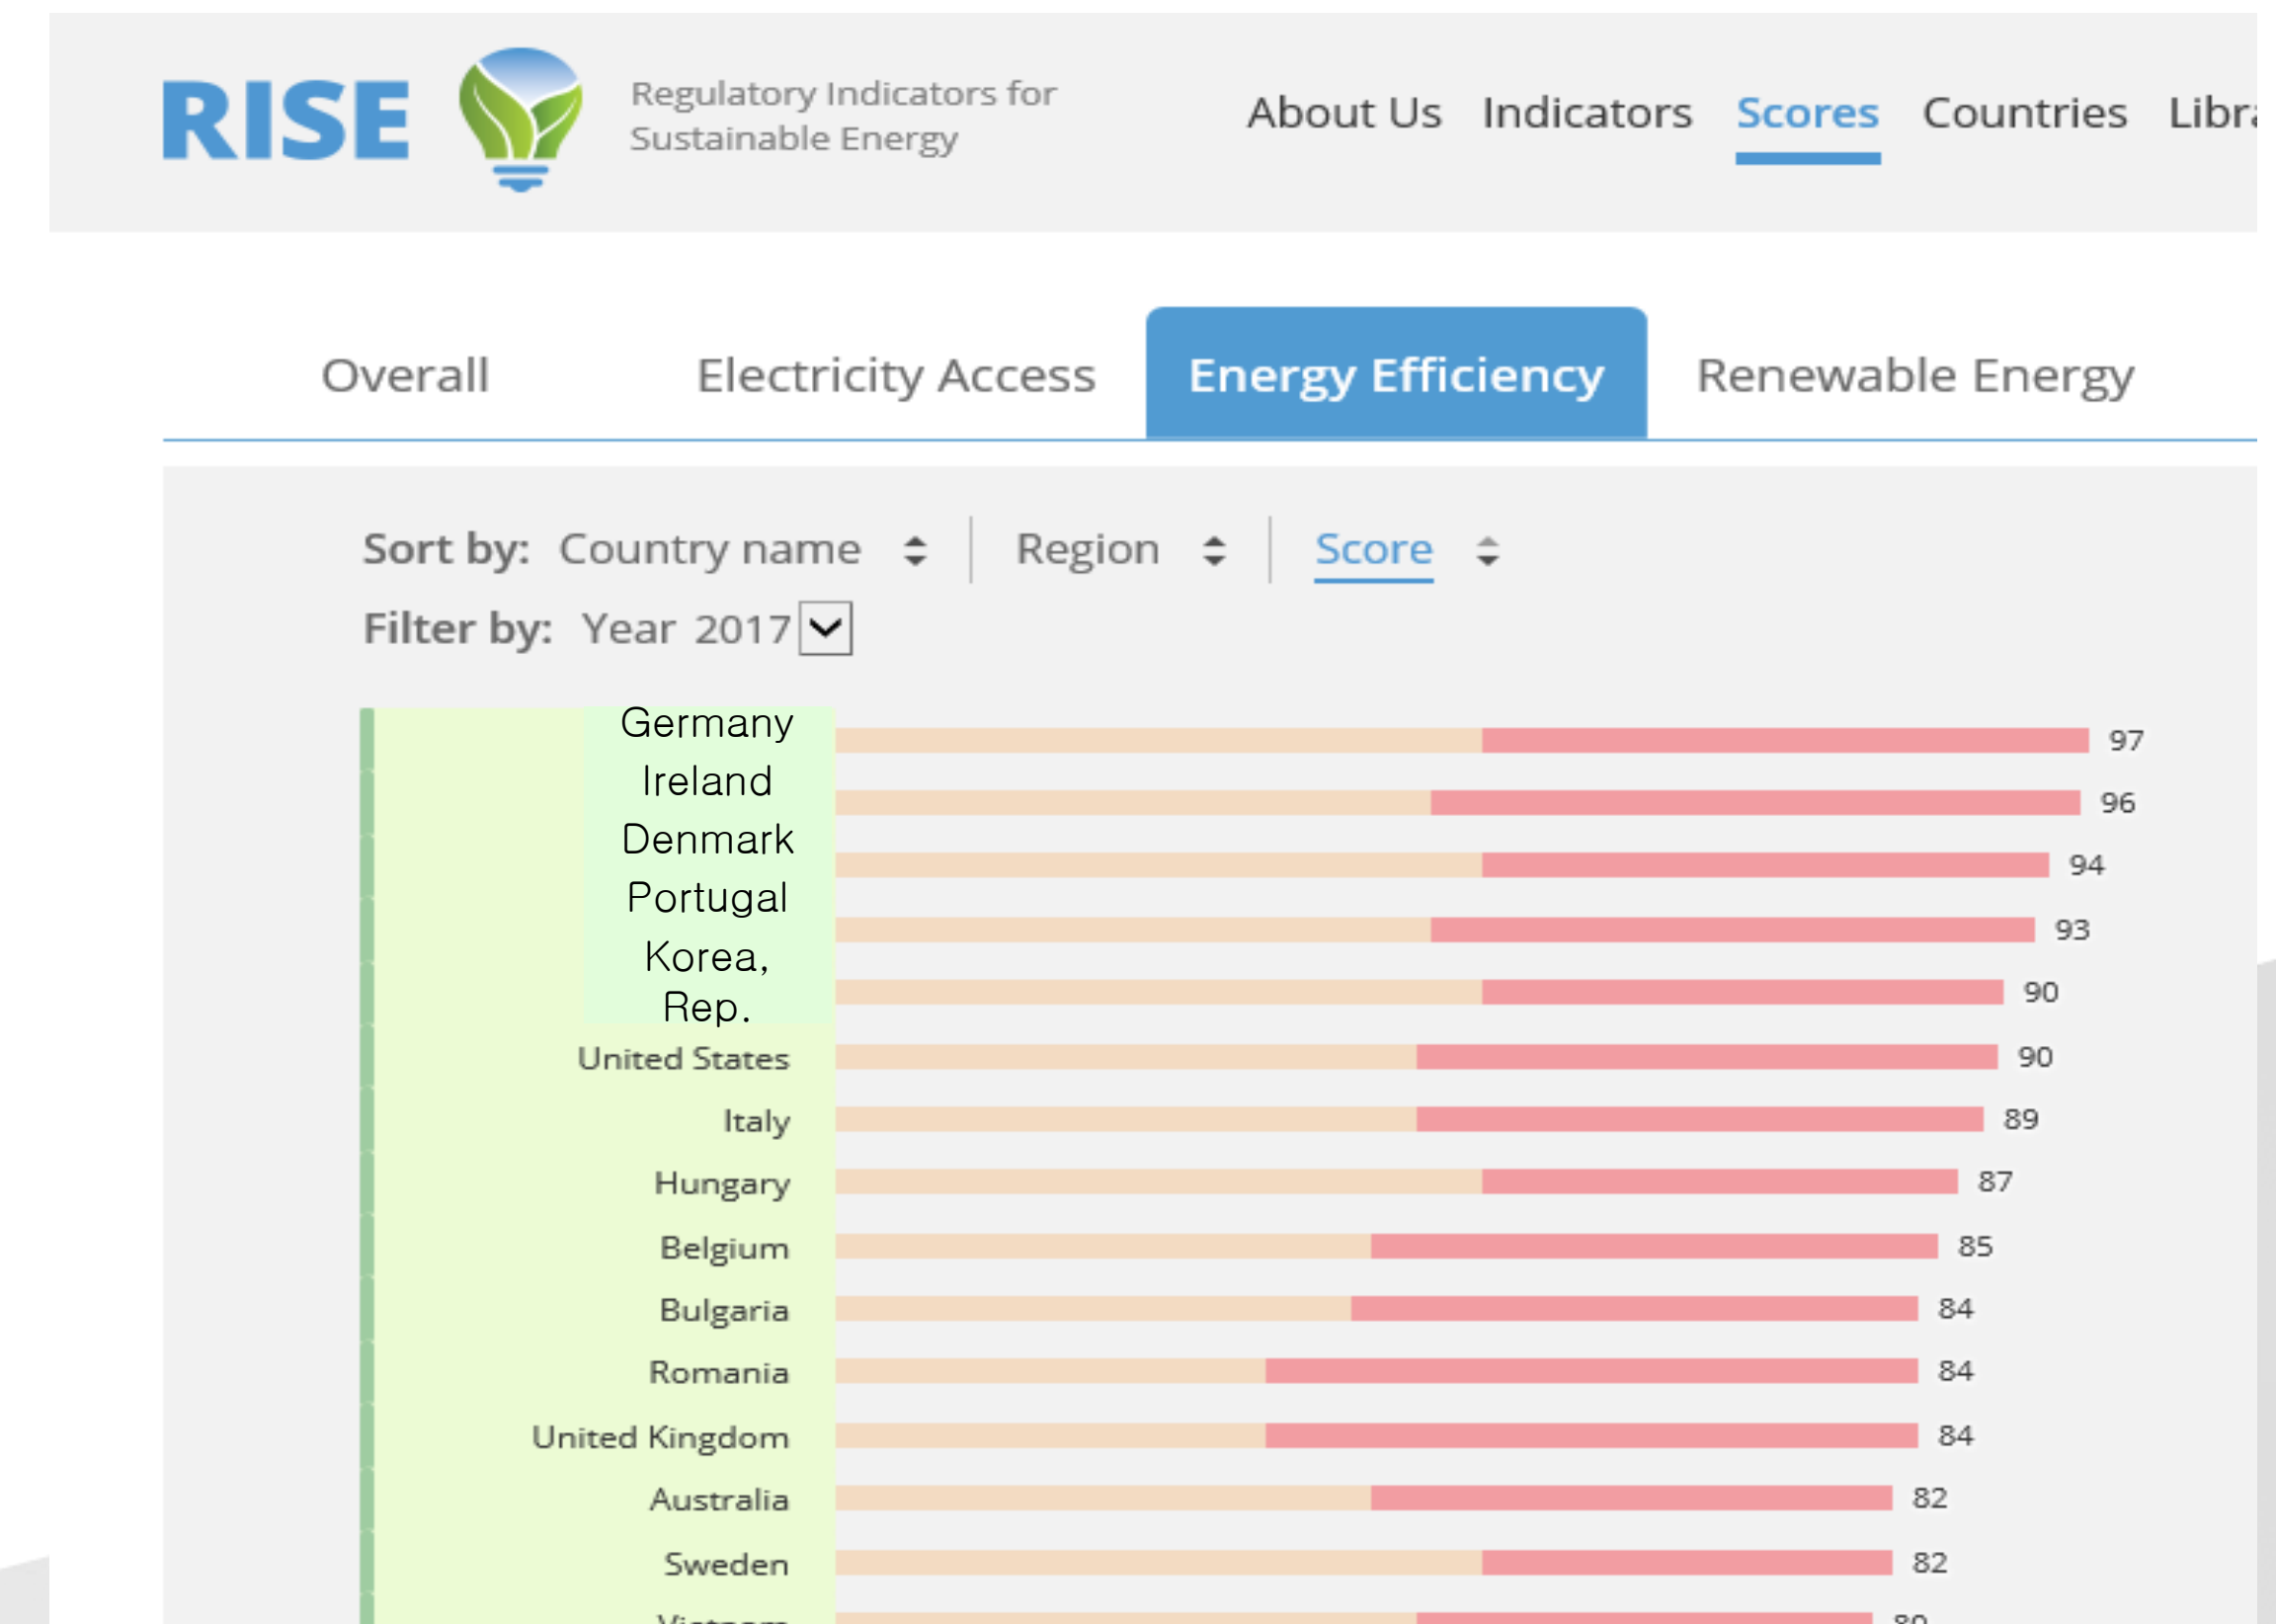 RISE
Regulatory Indicators for
Sustainable Energy
About Us Indicators Scores Countries
Overall Electricity Access Energy Efficiency Renewable Energy
Sort by: Country name Region Score
Filter by: Year 2017
Germany 97
Ireland 96
Denmark 94
Portugal 93
Korea,
Rep. 90
United States 90
Italy 89
Hungary 87
Belgium 85
Bulgaria 84
Romania 84
United Kingdom 84
Australia 82
Sweden 82